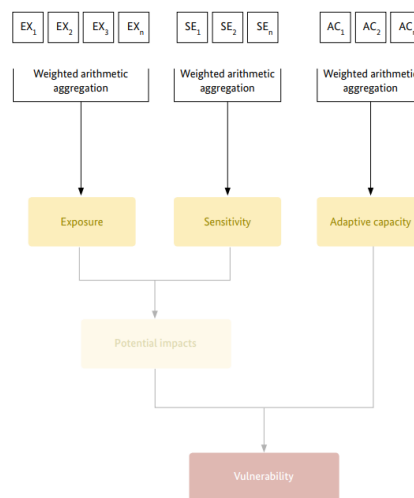 EX1 EX2 EX3 EXn SE1 SE2 SEn AC1 AC2
Weighted arithmetic aggregation
Weighted arithmetic aggregation
Weighted arithmetic aggregation
Exposure Sensitivity Adaptive capacity
Potential impacts
Vulnerability